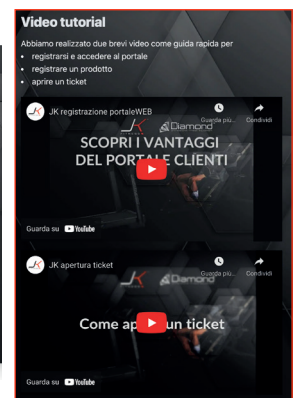 Video tutorial
Abbiamo realizzato due brevi video come guida rapida per
• registrarsi e accedere al portale
• registrare un prodotto
• aprire un ticket
JK registrazione portaleWEB
Guarda più...
Condividi
Diamond
SCOPRI I VANTAGGI
DEL PORTALE CLIENTI
Guarda su YouTube
JK apertura ticket
Guarda più...
Condividi
Diamond
Come ap un ticket
Guarda su YouTube